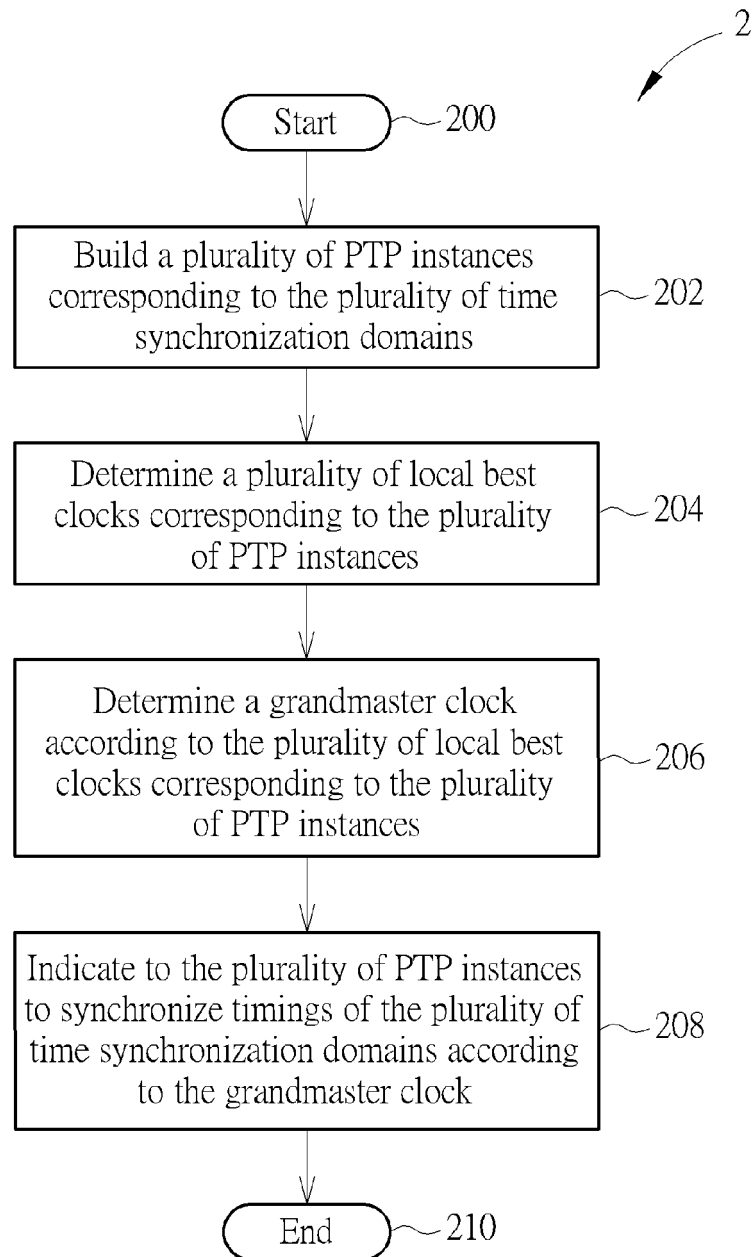 2
Start
200
Build a plurality of PTP instances
corresponding to the plurality of time
synchronization domains
202
Determine a plurality of local best
clocks corresponding to the plurality
of PTP instances
204
Determine a grandmaster clock
according to the plurality of local best
clocks corresponding to the plurality
of PTP instances
206
Indicate to the plurality of PTP instances
to synchronize timings of the plurality of
time synchronization domains according
to the grandmaster clock
208
End
210